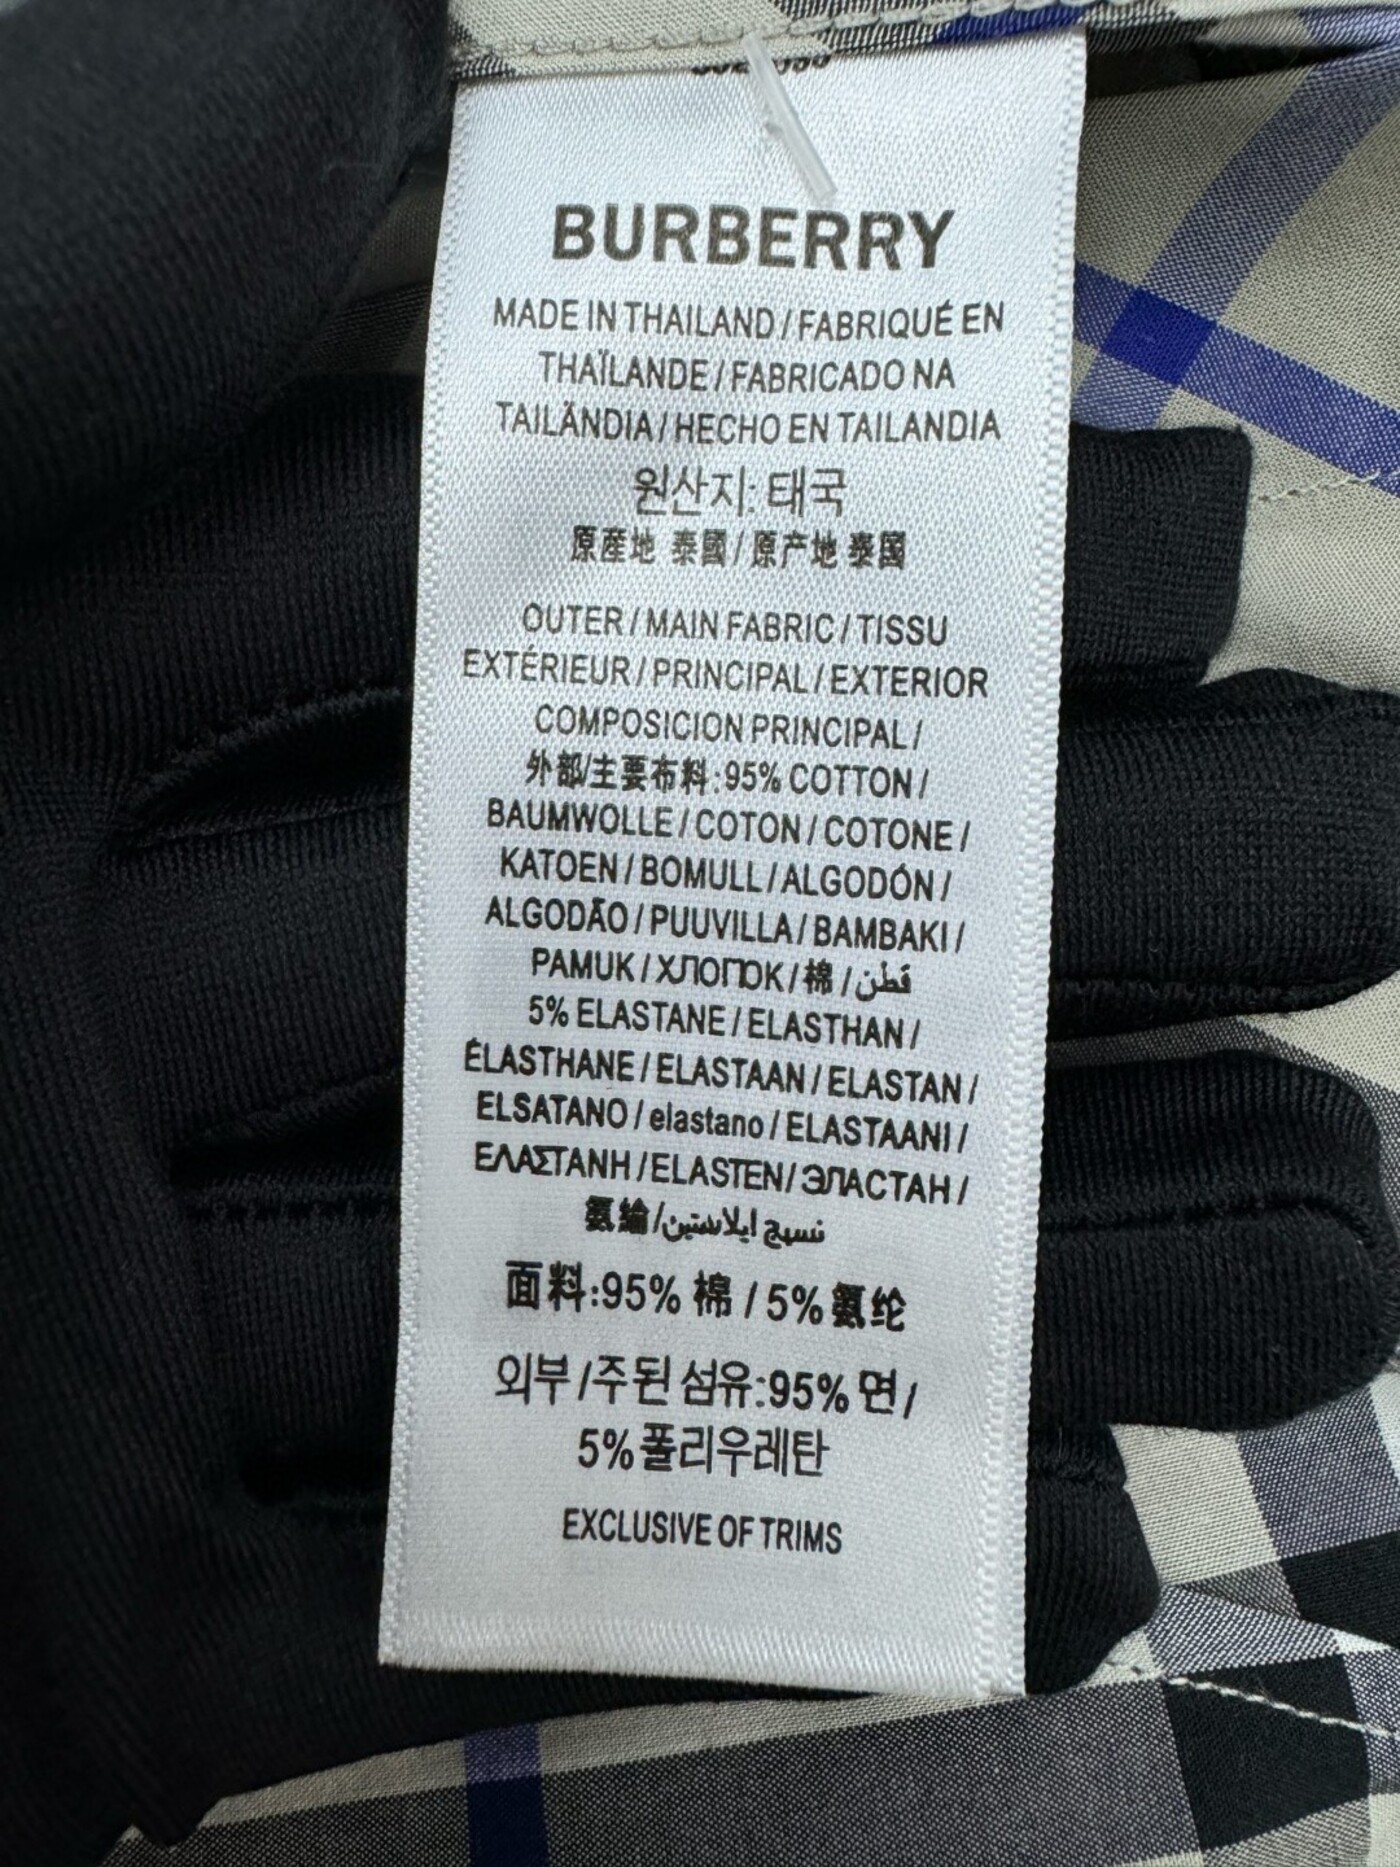 BURBERRY
MADE IN THAILAND / FABRIQUÉ EN
THAÏLANDE / FABRICADO NA
TAILÂNDIA / HECHO EN TAILANDIA
원산지: 태국
原産地 泰國 / 原产地 泰国
OUTER / MAIN FABRIC / TISSU
EXTÉRIEUR / PRINCIPAL / EXTERIOR
COMPOSICION PRINCIPAL /
外部/主要布料:95% COTTON /
BAUMWOLLE / COTON / COTONE /
KATOEN / BOMULL / ALGODÓN /
ALGODÃO / PUUVILLA / BAMBAKI /
PAMUK / ХЛОПОК / 棉 / قطن
5% ELASTANE / ELASTHAN /
ÉLASTHANE / ELASTAAN / ELASTAN /
ELSATANO / elastano / ELASTAANI /
ΕΛΑΣΤΑΝΗ / ELASTEN / ЭЛАСТАН /
氨綸/نسيج ايلاستين
面料:95% 棉 / 5% 氨纶
외부 /주된 섬유:95% 면 /
5% 폴리우레탄
EXCLUSIVE OF TRIMS